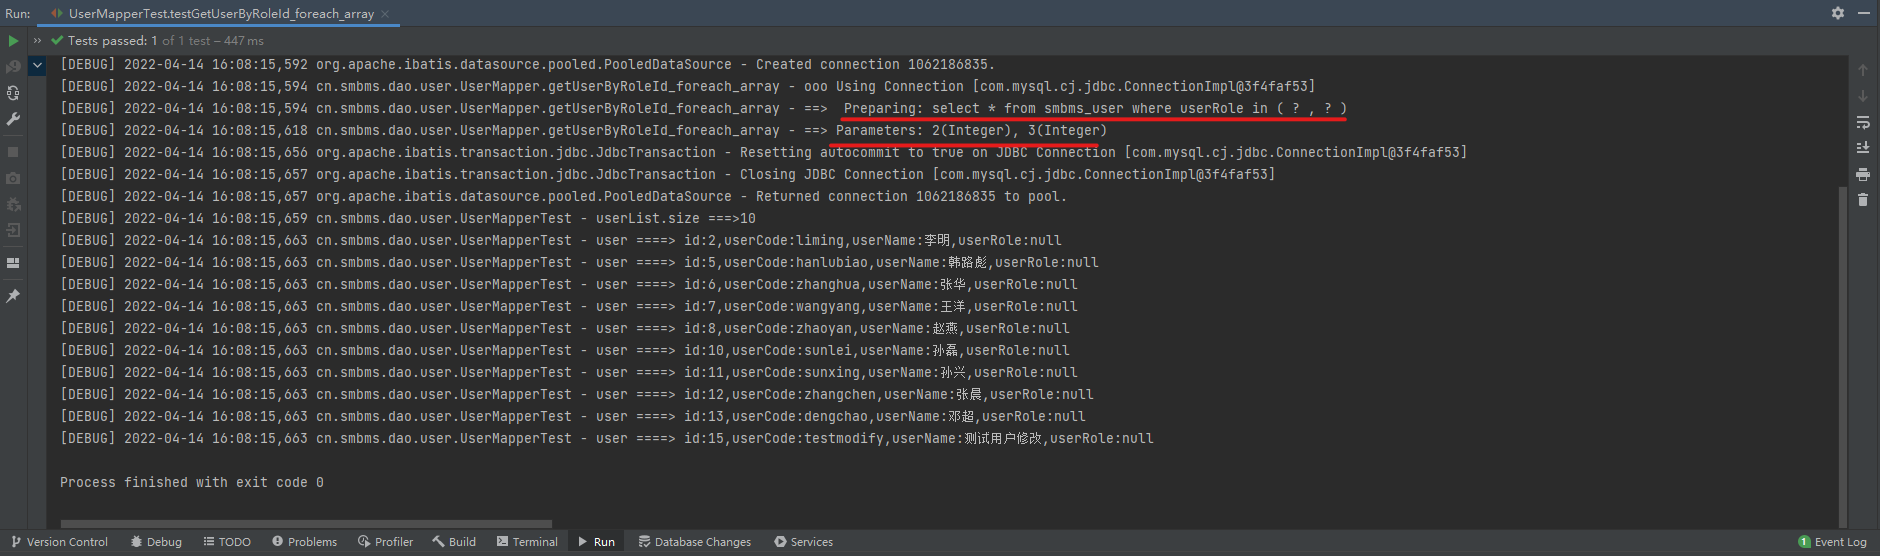 Run: UserMapperTest.testGetUserByRoleId_foreach_array
Tests passed: 1 of 1 test – 447 ms
[DEBUG] 2022-04-14 16:08:15,592 org.apache.ibatis.datasource.pooled.PooledDataSource - Created connection 1062186835.
[DEBUG] 2022-04-14 16:08:15,594 cn.smbms.dao.user.UserMapper.getUserByRoleId_foreach_array - ooo Using Connection [com.mysql.cj.jdbc.ConnectionImpl@3f4faf53]
[DEBUG] 2022-04-14 16:08:15,594 cn.smbms.dao.user.UserMapper.getUserByRoleId_foreach_array - ==>  Preparing: select * from smbms_user where userRole in ( ? , ? )
[DEBUG] 2022-04-14 16:08:15,618 cn.smbms.dao.user.UserMapper.getUserByRoleId_foreach_array - ==> Parameters: 2(Integer), 3(Integer)
[DEBUG] 2022-04-14 16:08:15,656 org.apache.ibatis.transaction.jdbc.JdbcTransaction - Resetting autocommit to true on JDBC Connection [com.mysql.cj.jdbc.ConnectionImpl@3f4faf53]
[DEBUG] 2022-04-14 16:08:15,657 org.apache.ibatis.transaction.jdbc.JdbcTransaction - Closing JDBC Connection [com.mysql.cj.jdbc.ConnectionImpl@3f4faf53]
[DEBUG] 2022-04-14 16:08:15,657 org.apache.ibatis.datasource.pooled.PooledDataSource - Returned connection 1062186835 to pool.
[DEBUG] 2022-04-14 16:08:15,659 cn.smbms.dao.user.UserMapperTest - userList.size ===>10
[DEBUG] 2022-04-14 16:08:15,663 cn.smbms.dao.user.UserMapperTest - user ====> id:2,userCode:liming,userName:李明,userRole:null
[DEBUG] 2022-04-14 16:08:15,663 cn.smbms.dao.user.UserMapperTest - user ====> id:5,userCode:hanlubiao,userName:韩路彪,userRole:null
[DEBUG] 2022-04-14 16:08:15,663 cn.smbms.dao.user.UserMapperTest - user ====> id:6,userCode:zhanghua,userName:张华,userRole:null
[DEBUG] 2022-04-14 16:08:15,663 cn.smbms.dao.user.UserMapperTest - user ====> id:7,userCode:wangyang,userName:王洋,userRole:null
[DEBUG] 2022-04-14 16:08:15,663 cn.smbms.dao.user.UserMapperTest - user ====> id:8,userCode:zhaoyan,userName:赵燕,userRole:null
[DEBUG] 2022-04-14 16:08:15,663 cn.smbms.dao.user.UserMapperTest - user ====> id:10,userCode:sunlei,userName:孙磊,userRole:null
[DEBUG] 2022-04-14 16:08:15,663 cn.smbms.dao.user.UserMapperTest - user ====> id:11,userCode:sunxing,userName:孙兴,userRole:null
[DEBUG] 2022-04-14 16:08:15,663 cn.smbms.dao.user.UserMapperTest - user ====> id:12,userCode:zhangchen,userName:张晨,userRole:null
[DEBUG] 2022-04-14 16:08:15,663 cn.smbms.dao.user.UserMapperTest - user ====> id:13,userCode:dengchao,userName:邓超,userRole:null
[DEBUG] 2022-04-14 16:08:15,663 cn.smbms.dao.user.UserMapperTest - user ====> id:15,userCode:testmodify,userName:测试用户修改,userRole:null
Process finished with exit code 0
Version Control Debug TODO Problems Profiler Build Terminal Run Database Changes Services 1 Event Log